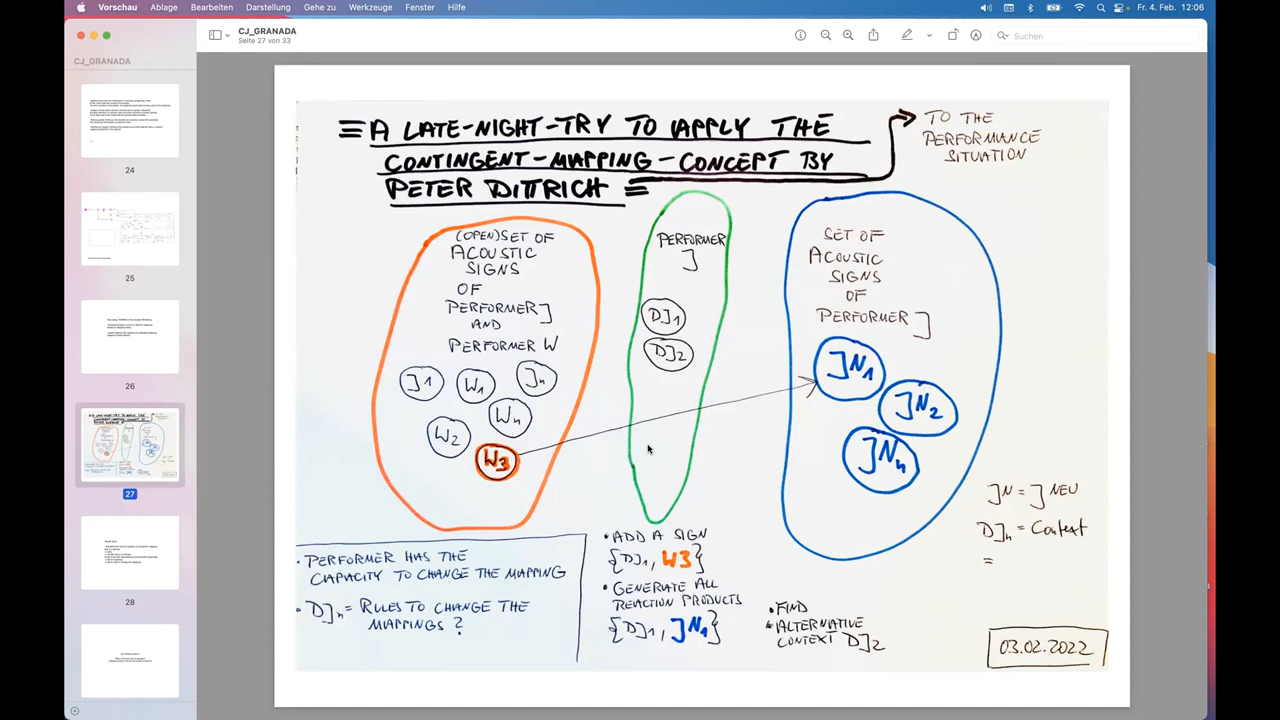 Vorschau Ablage Bearbeiten Darstellung Gehe zu Werkzeuge Fenster Hilfe
Fr. 4. Feb. 12:06
CJ_GRANADA
Seite 27 von 33
Suchen
CJ_GRANADA
24
25
26
27
28
= A LATE-NIGHT-TRY TO APPLY THE
CONTINGENT-MAPPING-CONCEPT BY
PETER DITTRICH =
TO THE
PERFORMANCE
SITUATION
(OPEN) SET OF
ACOUSTIC
SIGNS
OF
PERFORMER J
AND
PERFORMER W
J1 W1 Jn
W2 Wn
W3
PERFORMER
J
DJ1
DJ2
SET OF
ACOUSTIC
SIGNS
OF
PERFORMER J
JN1
JN2
JNn
JN = J NEU
DJn = Context
=
• PERFORMER HAS THE
CAPACITY TO CHANGE THE MAPPING
• DJn = RULES TO CHANGE THE
MAPPINGS ?
• ADD A SIGN
{DJ1, W3}
• GENERATE ALL
REACTION PRODUCTS
{DJ1, JN1}
• FIND
ALTERNATIVE
CONTEXT DJ2
03.02.2022